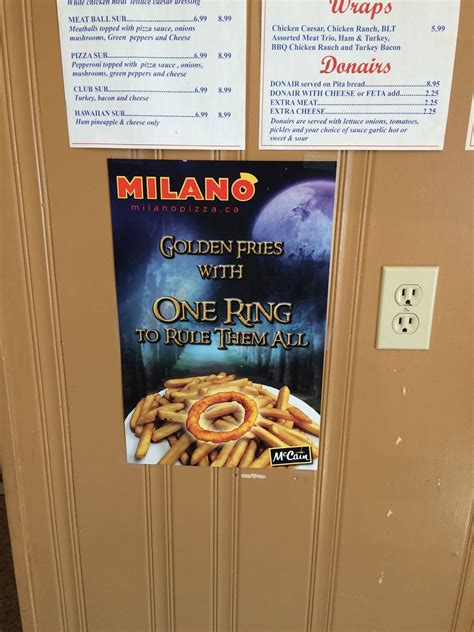 White chicken meat lettuce caesar dressing
MEAT BALL SUB 6.99 8.99
Meatballs topped with pizza sauce, onions
mushrooms, Green peppers and Cheese
PIZZA SUB 6.99 8.99
Pepperoni topped with pizza sauce , onions,
mushrooms, green peppers and cheese
CLUB SUB 6.99 8.99
Turkey, bacon and cheese
HAWAIIAN SUB 6.99 8.99
Ham pineapple & cheese only
Wraps
Chicken Caesar, Chicken Ranch, BLT 5.99
Assorted Meat Trio, Ham & Turkey,
BBQ Chicken Ranch and Turkey Bacon
Donairs
DONAIR served on Pita bread 8.95
DONAIR WITH CHEESE or FETA add 2.25
EXTRA MEAT 2.25
EXTRA CHEESE 2.25
Donairs are served with lettuce onions, tomatoes,
pickles and your choice of sauce garlic hot or
sweet & sour
MILANO
milanopizza.ca
GOLDEN FRIES
WITH
ONE RING
TO RULE THEM ALL
McCain